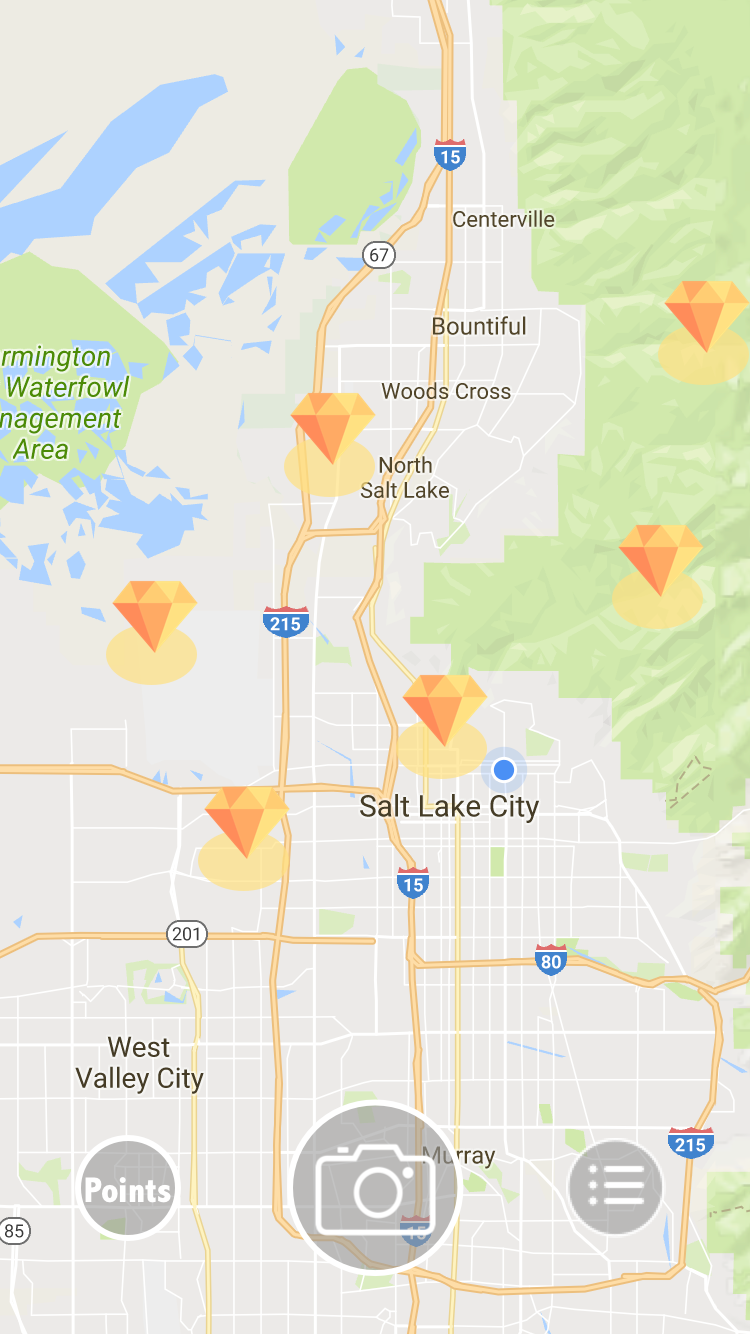 15
Centerville
67
Bountiful
rmington
Waterfowl
nagement
Area
Woods Cross
North
Salt Lake
215
Salt Lake City
15
201
80
West
Valley City
Murray
215
Points
15
85